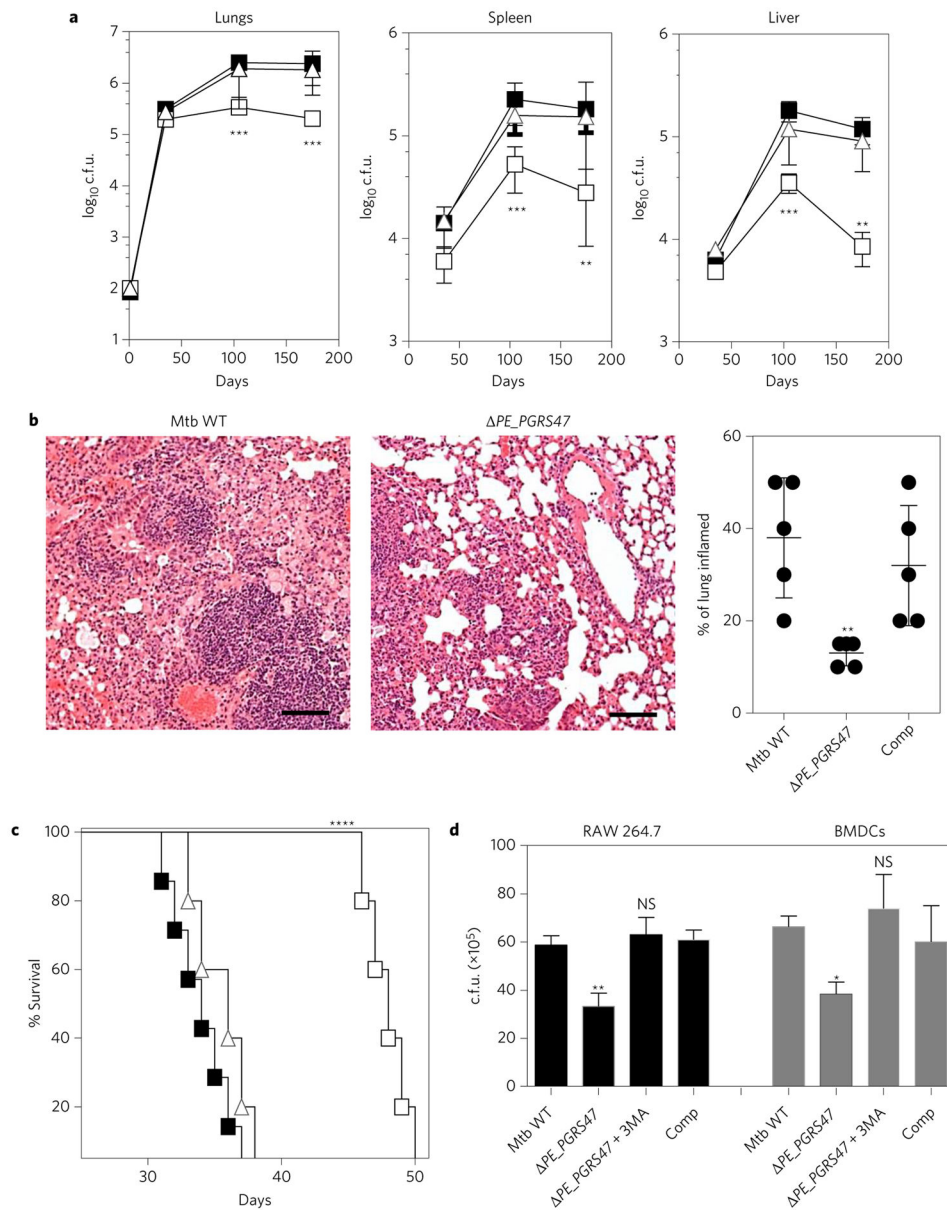 a
Lungs
Spleen
Liver
log10 c.f.u.
7
6
5
4
3
2
1
***
***
0
50
100
150
200
Days
log10 c.f.u.
6
5
4
3
***
**
0
50
100
150
200
Days
log10 c.f.u.
6
5
4
3
***
**
0
50
100
150
200
Days
b
Mtb WT
ΔPE_PGRS47
% of lung inflamed
60
40
20
0
**
Mtb WT
ΔPE_PGRS47
Comp
c
% Survival
100
80
60
40
20
****
30
40
50
Days
d
RAW 264.7
BMDCs
c.f.u. (×10⁵)
100
80
60
40
20
0
**
NS
*
NS
Mtb WT
ΔPE_PGRS47
ΔPE_PGRS47 + 3MA
Comp
Mtb WT
ΔPE_PGRS47
ΔPE_PGRS47 + 3MA
Comp